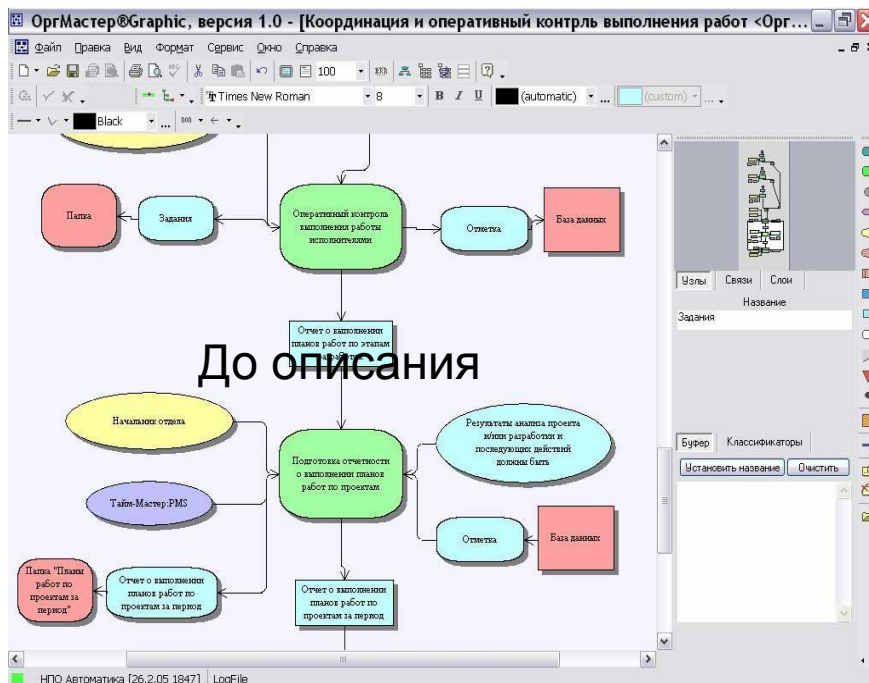 ОргМастер®Graphic, версия 1.0 - [Координация и оперативный контрль выполнения работ <Орг...
Файл Правка Вид Формат Сервис Окно Справка
100
Times New Roman 8 B I U (automatic) ... (custom) ...
Black ...
Папка
Задания
Оперативный контроль
выполнения работы
исполнителями
Отметка
База данных
Отчет о выполнении
планов работ по этапам
До описания
Начальник отдела
Результаты анализа проекта
и/или разработки и
последующих действий
должны быть
Подготовка отчетности
о выполнении планов
работ по проектам
Тайм-Мастер:PMS
Отметка
База данных
Папка "Планы
работ по
проектам за
период"
Отчет о выполнении
планов работ по
проектам за период
Отчет о выполнении
планов работ по
проектам за период
Узлы Связи Слои
Название
Задания
Буфер Классификаторы
Установить название Очистить
НПО Автоматика [26.2.05 1847] LogFile